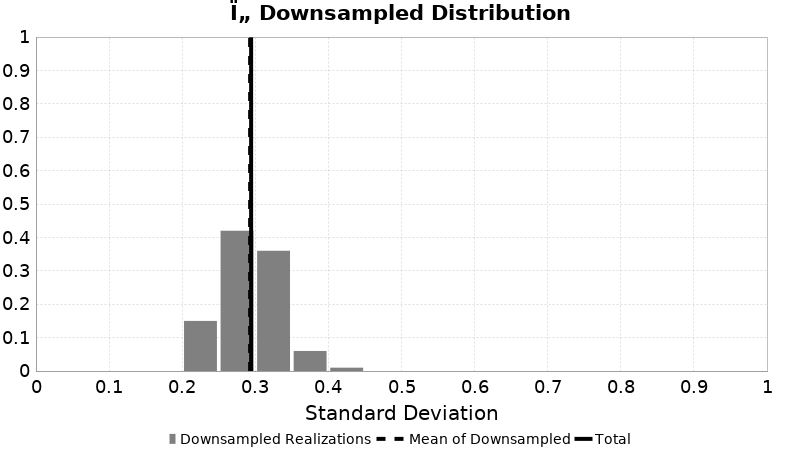 Ï„ Downsampled Distribution
1
0.9
0.8
0.7
0.6
0.5
0.4
0.3
0.2
0.1
0
0 0.1 0.2 0.3 0.4 0.5 0.6 0.7 0.8 0.9 1
Standard Deviation
Downsampled Realizations Mean of Downsampled Total